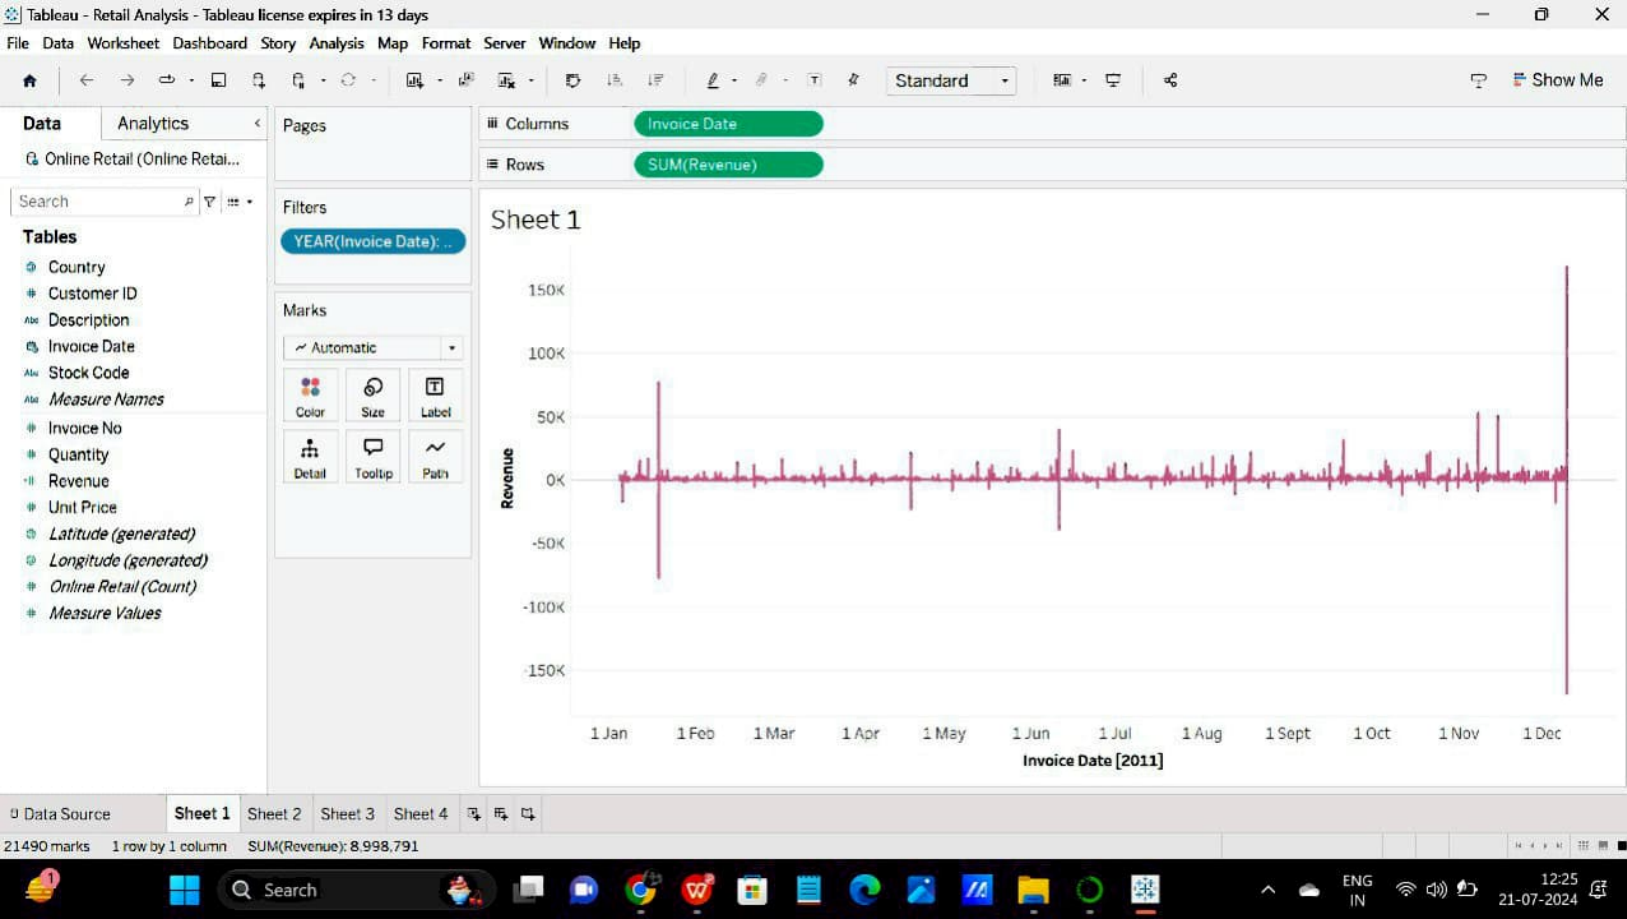 Tableau - Retail Analysis - Tableau license expires in 13 days
File Data Worksheet Dashboard Story Analysis Map Format Server Window Help
Standard
Show Me
Data Analytics
Pages
Columns Invoice Date
Online Retail (Online Retai...
Rows SUM(Revenue)
Search
Filters
YEAR(Invoice Date): ..
Sheet 1
Tables
Country
# Customer ID
Abc Description
Invoice Date
Abc Stock Code
Abc Measure Names
# Invoice No
# Quantity
Revenue
# Unit Price
Latitude (generated)
Longitude (generated)
# Online Retail (Count)
# Measure Values
Marks
Automatic
Color Size Label
Detail Tooltip Path
150K
100K
50K
0K
-50K
-100K
-150K
Revenue
1 Jan 1 Feb 1 Mar 1 Apr 1 May 1 Jun 1 Jul 1 Aug 1 Sept 1 Oct 1 Nov 1 Dec
Invoice Date [2011]
Data Source Sheet 1 Sheet 2 Sheet 3 Sheet 4
21490 marks 1 row by 1 column SUM(Revenue): 8,998,791
1
Search
ENG
IN
12:25
21-07-2024